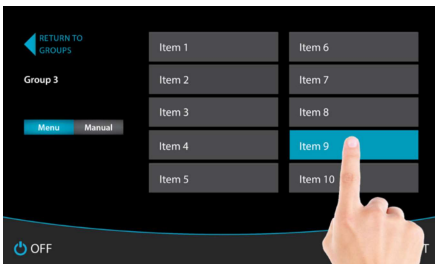 RETURN TO
GROUPS
Group 3
Menu Manual
Item 1
Item 2
Item 3
Item 4
Item 5
Item 6
Item 7
Item 8
Item 9
Item 10
OFF